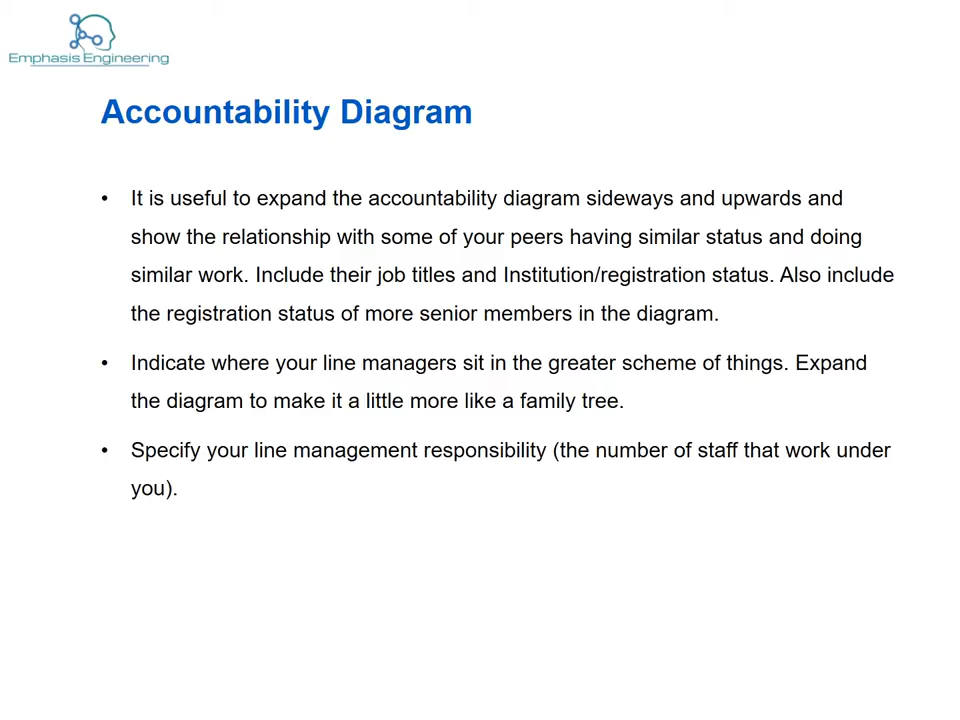 Emphasis Engineering
Accountability Diagram
• It is useful to expand the accountability diagram sideways and upwards and
show the relationship with some of your peers having similar status and doing
similar work. Include their job titles and Institution/registration status. Also include
the registration status of more senior members in the diagram.
• Indicate where your line managers sit in the greater scheme of things. Expand
the diagram to make it a little more like a family tree.
• Specify your line management responsibility (the number of staff that work under
you).